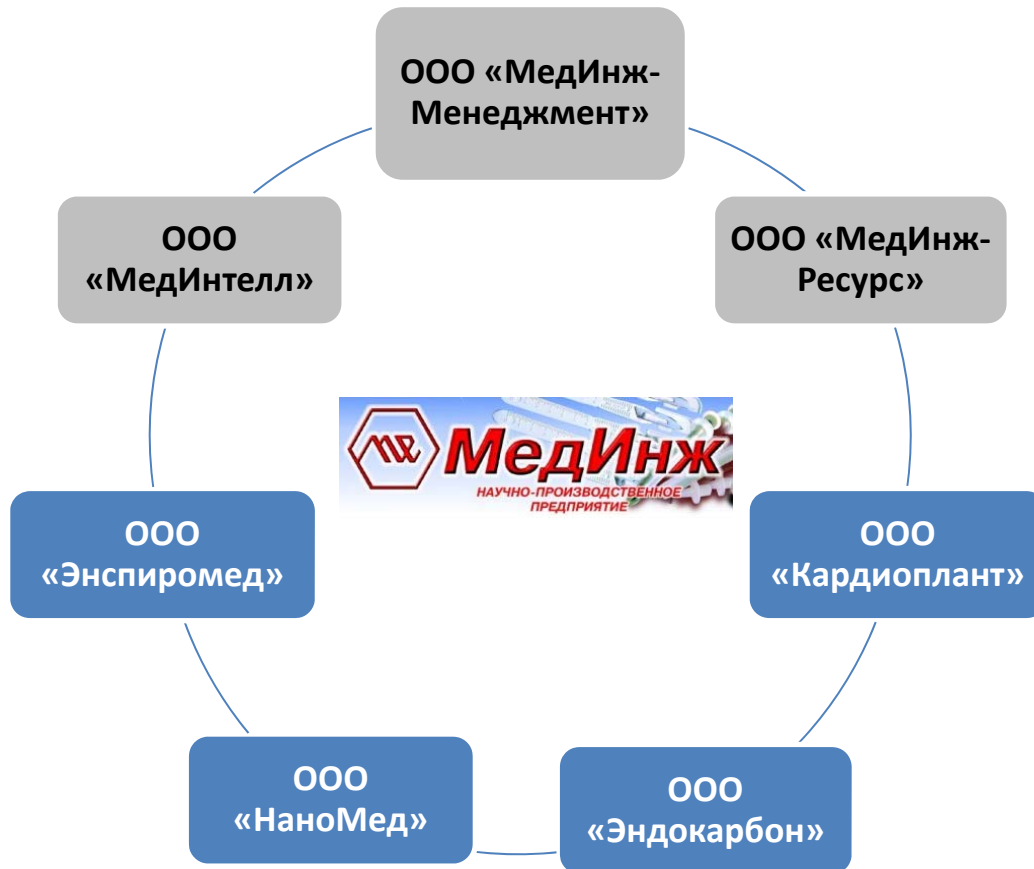 ООО «МедИнж-
Менеджмент»
ООО
«МедИнтелл»
ООО «МедИнж-
Ресурс»
МедИнж
НАУЧНО-ПРОИЗВОДСТВЕННОЕ
ПРЕДПРИЯТИЕ
ООО
«Энспиромед»
ООО
«Кардиоплант»
ООО
«НаноМед»
ООО
«Эндокарбон»